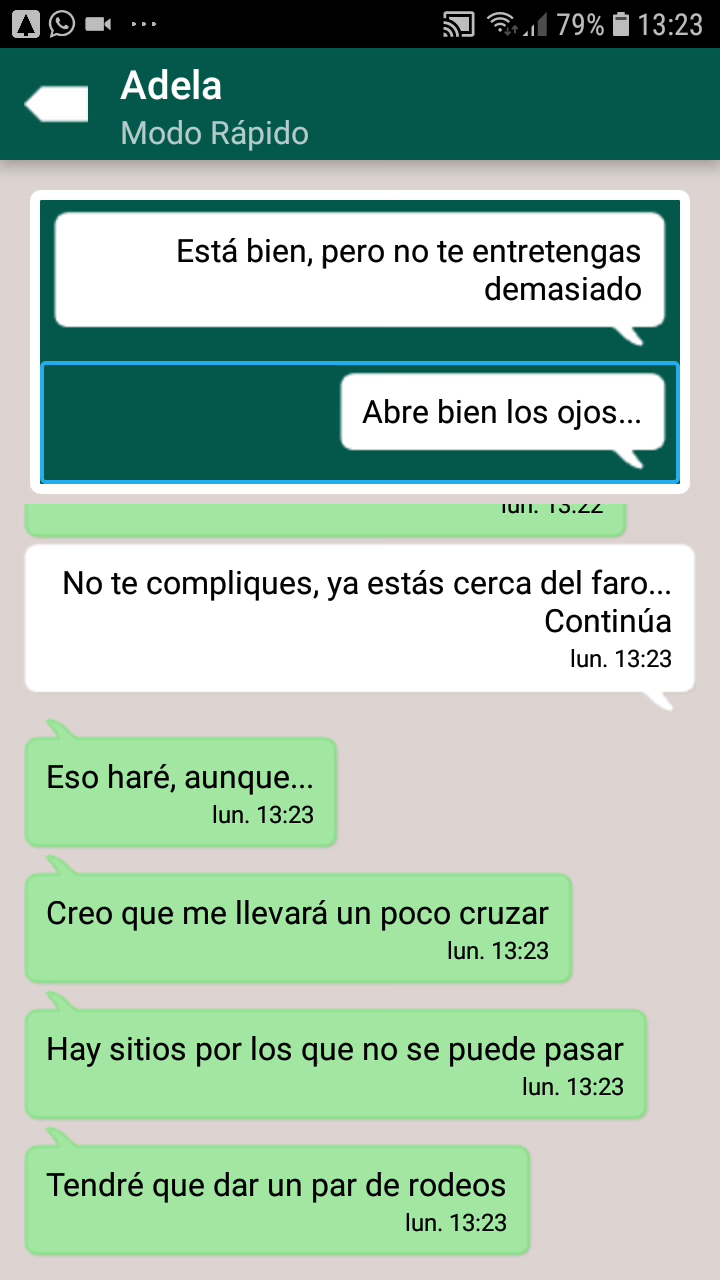 79% 13:23
Adela
Modo Rápido
Está bien, pero no te entretengas
demasiado
Abre bien los ojos...
lun. 13:22
No te compliques, ya estás cerca del faro...
Continúa
lun. 13:23
Eso haré, aunque...
lun. 13:23
Creo que me llevará un poco cruzar
lun. 13:23
Hay sitios por los que no se puede pasar
lun. 13:23
Tendré que dar un par de rodeos
lun. 13:23